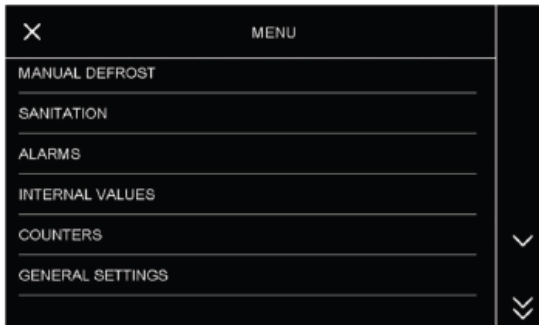 MENU
MANUAL DEFROST
SANITATION
ALARMS
INTERNAL VALUES
COUNTERS
GENERAL SETTINGS